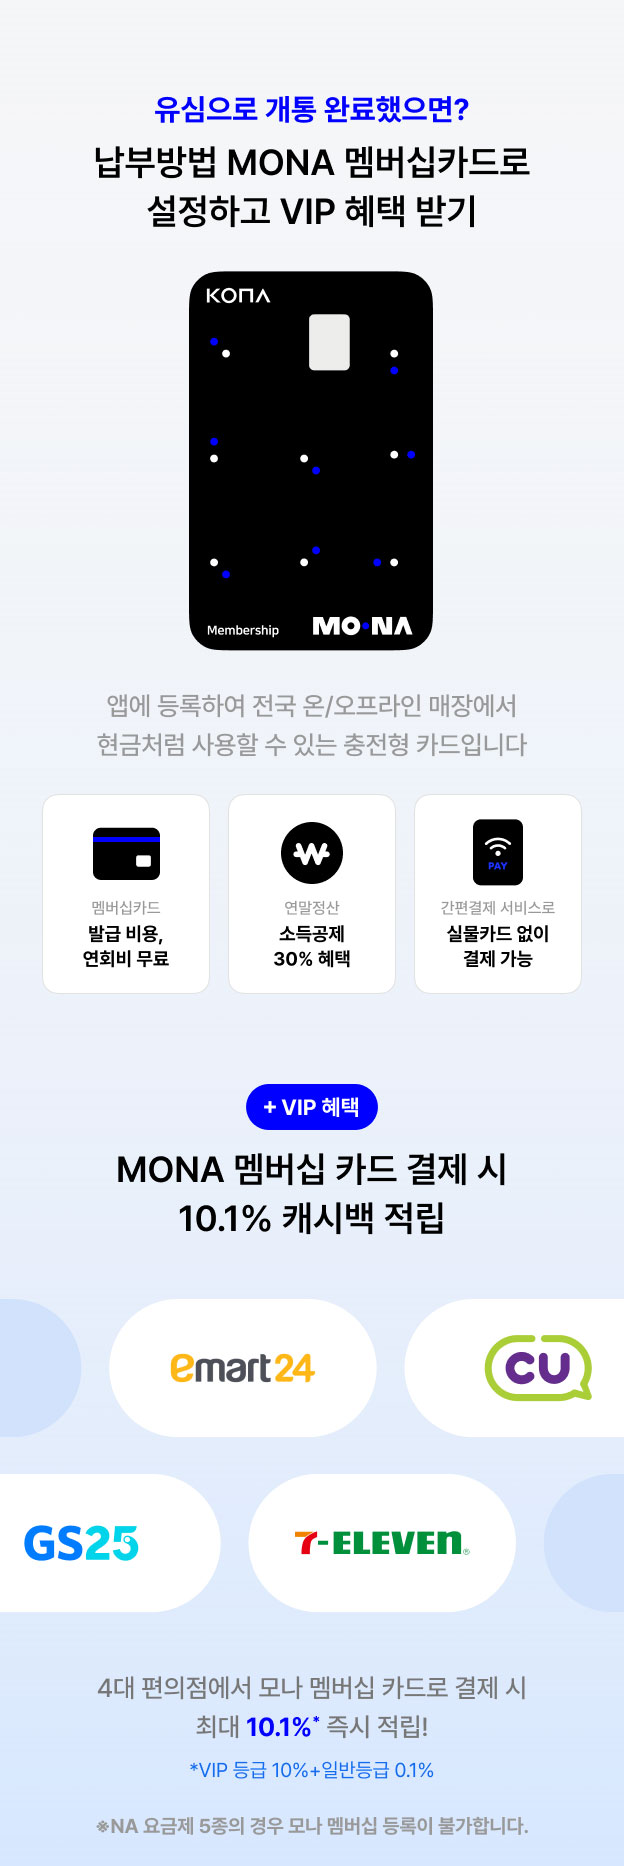 유심으로 개통 완료했으면?
납부방법 MONA 멤버십카드로
설정하고 VIP 혜택 받기
KONA
Membership
MO·NA
앱에 등록하여 전국 온/오프라인 매장에서
현금처럼 사용할 수 있는 충전형 카드입니다
PAY
멤버십카드
발급 비용,
연회비 무료
연말정산
소득공제
30% 혜택
간편결제 서비스로
실물카드 없이
결제 가능
+ VIP 혜택
MONA 멤버십 카드 결제 시
10.1% 캐시백 적립
emart24
CU
GS25
7-ELEVEn®
4대 편의점에서 모나 멤버십 카드로 결제 시
최대 10.1%* 즉시 적립!
*VIP 등급 10%+일반등급 0.1%
※NA 요금제 5종의 경우 모나 멤버십 등록이 불가합니다.